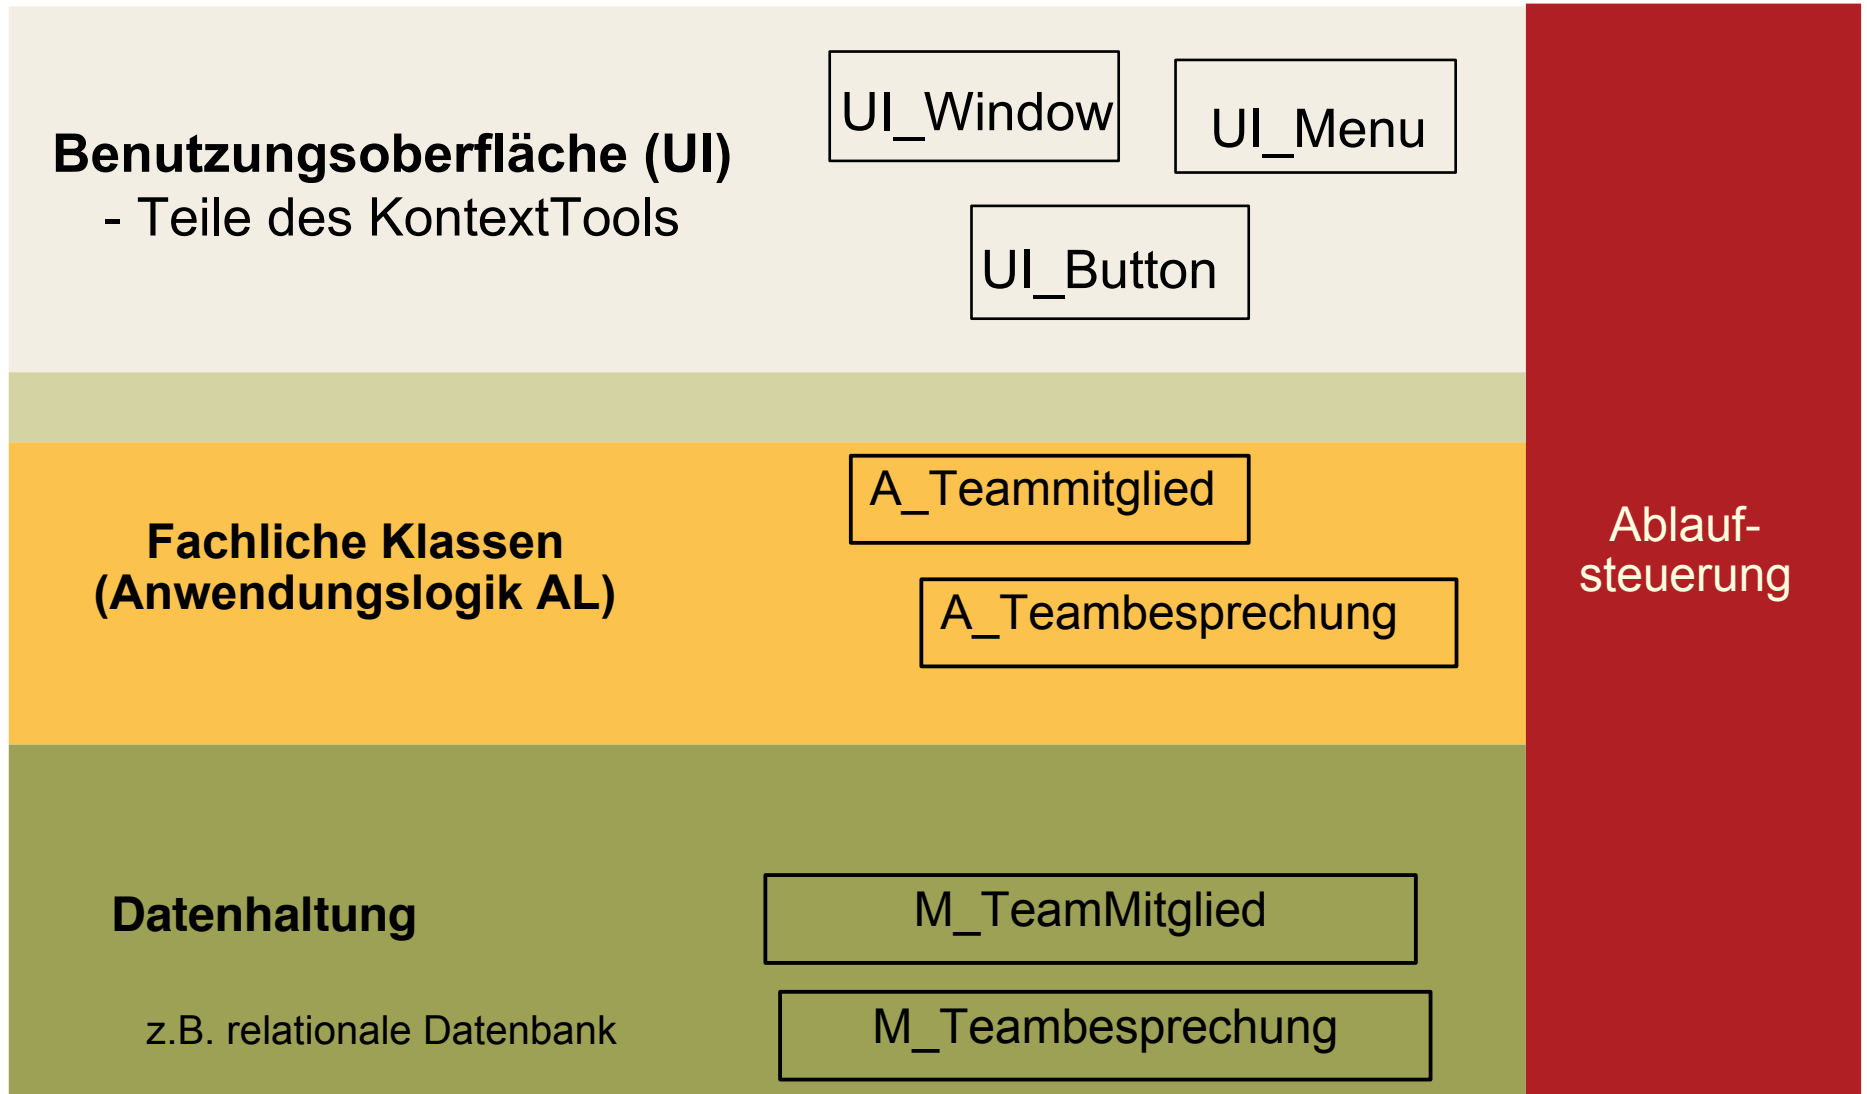 Benutzungsoberfläche (UI)
- Teile des KontextTools
UI_Window
UI_Menu
UI_Button
Fachliche Klassen
(Anwendungslogik AL)
A_Teammitglied
A_Teambesprechung
Datenhaltung
z.B. relationale Datenbank
M_TeamMitglied
M_Teambesprechung
Ablauf-
steuerung